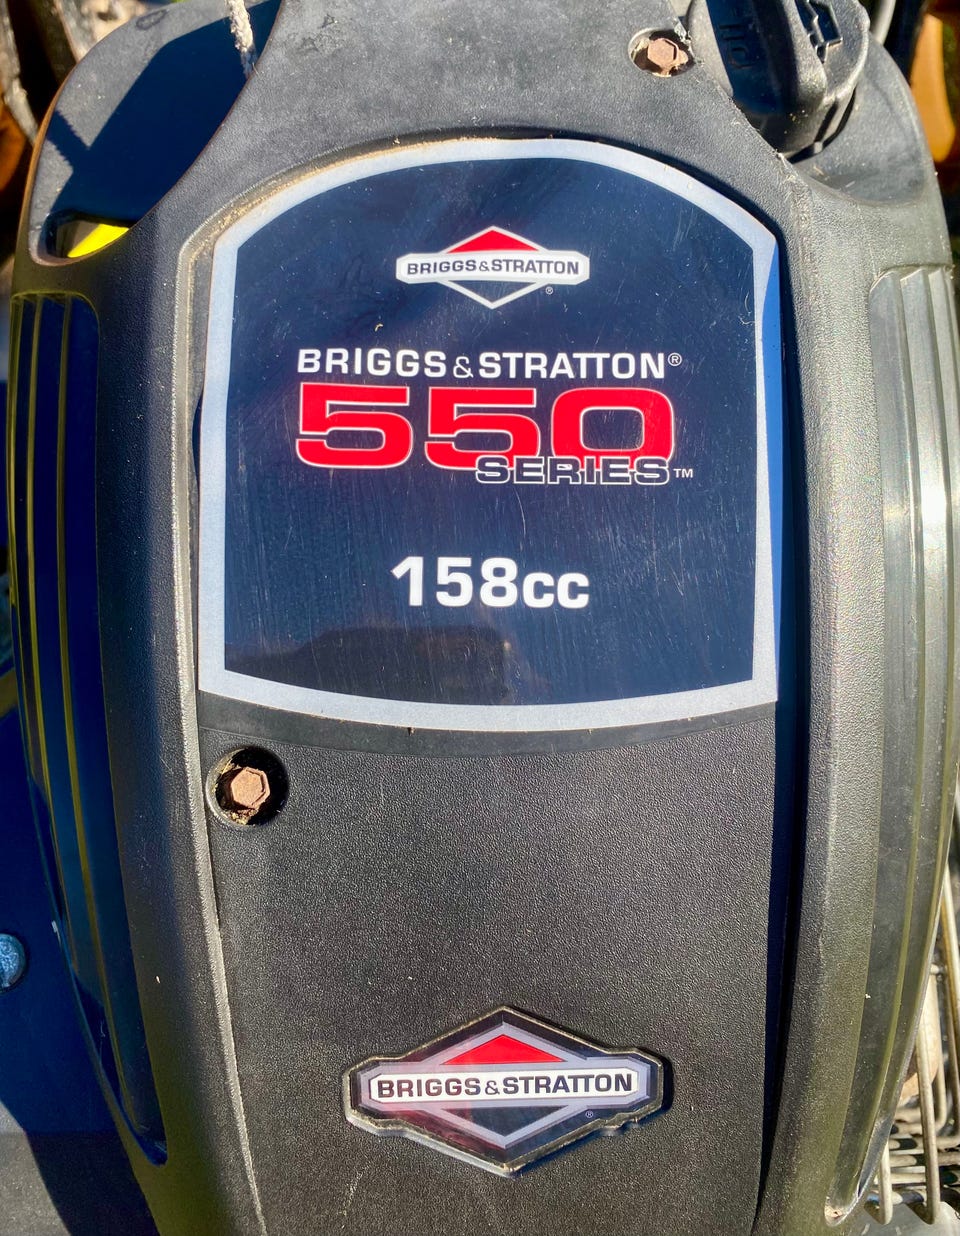 BRIGGS & STRATTON
®
BRIGGS & STRATTON®
550
SERIES™
158cc
BRIGGS & STRATTON
®